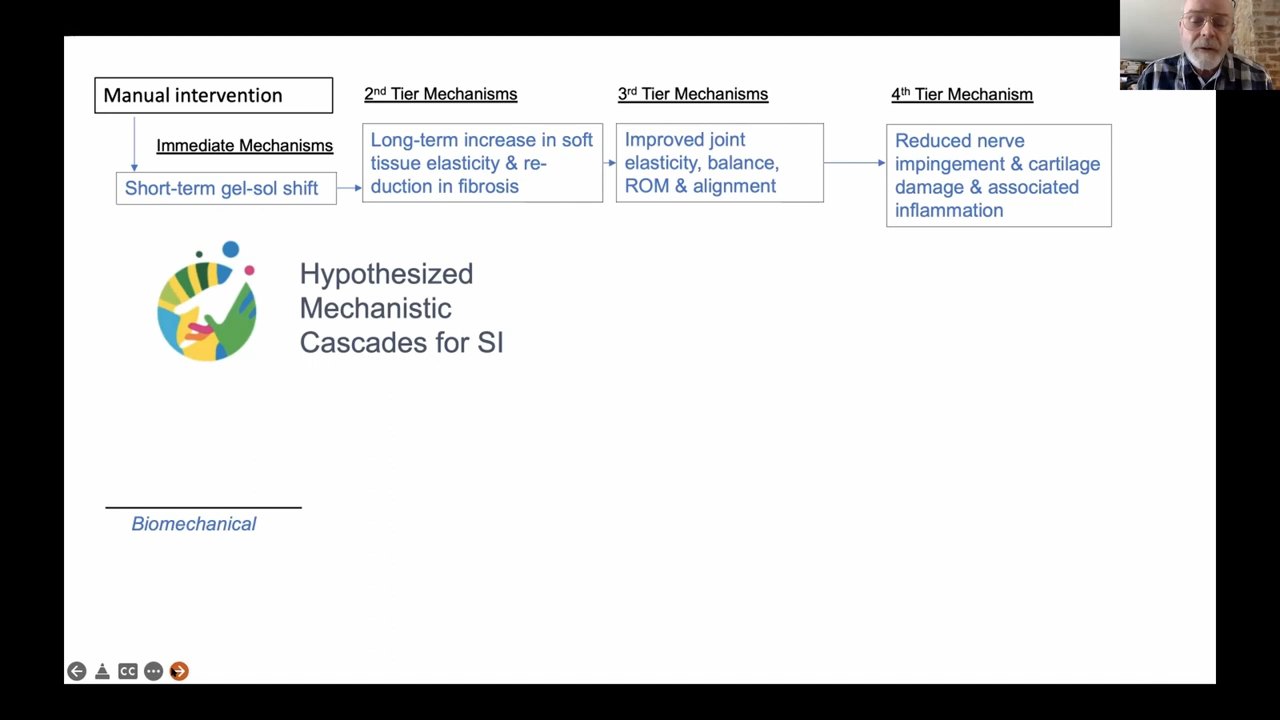 Manual intervention
2nd Tier Mechanisms
3rd Tier Mechanisms
4th Tier Mechanism
Immediate Mechanisms
Short-term gel-sol shift
Long-term increase in soft
tissue elasticity & re-
duction in fibrosis
Improved joint
elasticity, balance,
ROM & alignment
Reduced nerve
impingement & cartilage
damage & associated
inflammation
Hypothesized
Mechanistic
Cascades for SI
Biomechanical
CC